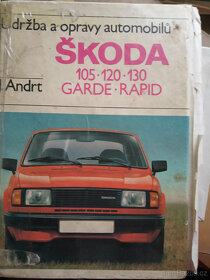 Údržba a opravy automobilů
ŠKODA
105·120·130
GARDE·RAPID
Andrt